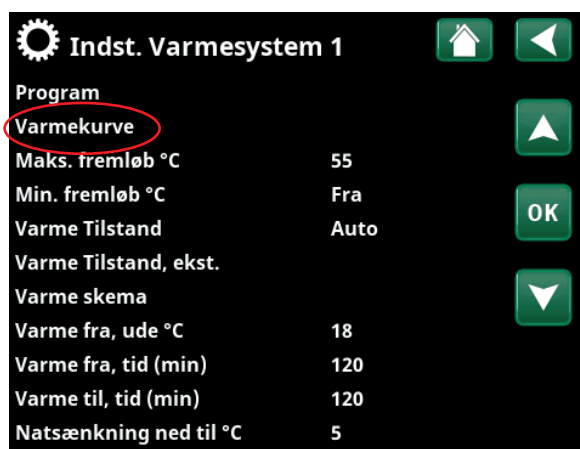 Indst. Varmesystem 1
Program
Varmekurve
Maks. fremløb °C 55
Min. fremløb °C Fra
Varme Tilstand Auto
OK
Varme Tilstand, ekst.
Varme skema
Varme fra, ude °C 18
Varme fra, tid (min) 120
Varme til, tid (min) 120
Natsænkning ned til °C 5